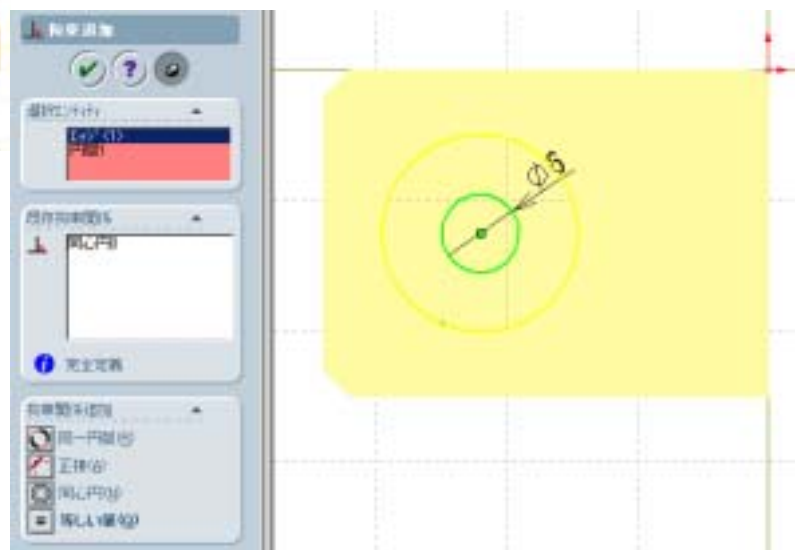 拘束追加
選択エンティティ
エッジ(1)
円弧1
既存拘束関係
同心円0
完全定義
拘束関係追加
同一円弧(R)
正接(A)
同心円(N)
等しい値(Q)
Ø6